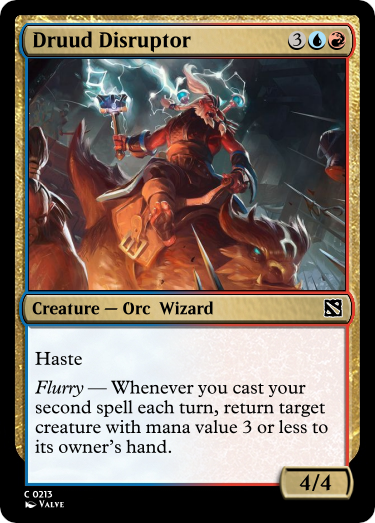 Druud Disruptor 3
Creature — Orc Wizard
Haste
Flurry — Whenever you cast your
second spell each turn, return target
creature with mana value 3 or less to
its owner's hand.
4/4
C 0213
Valve